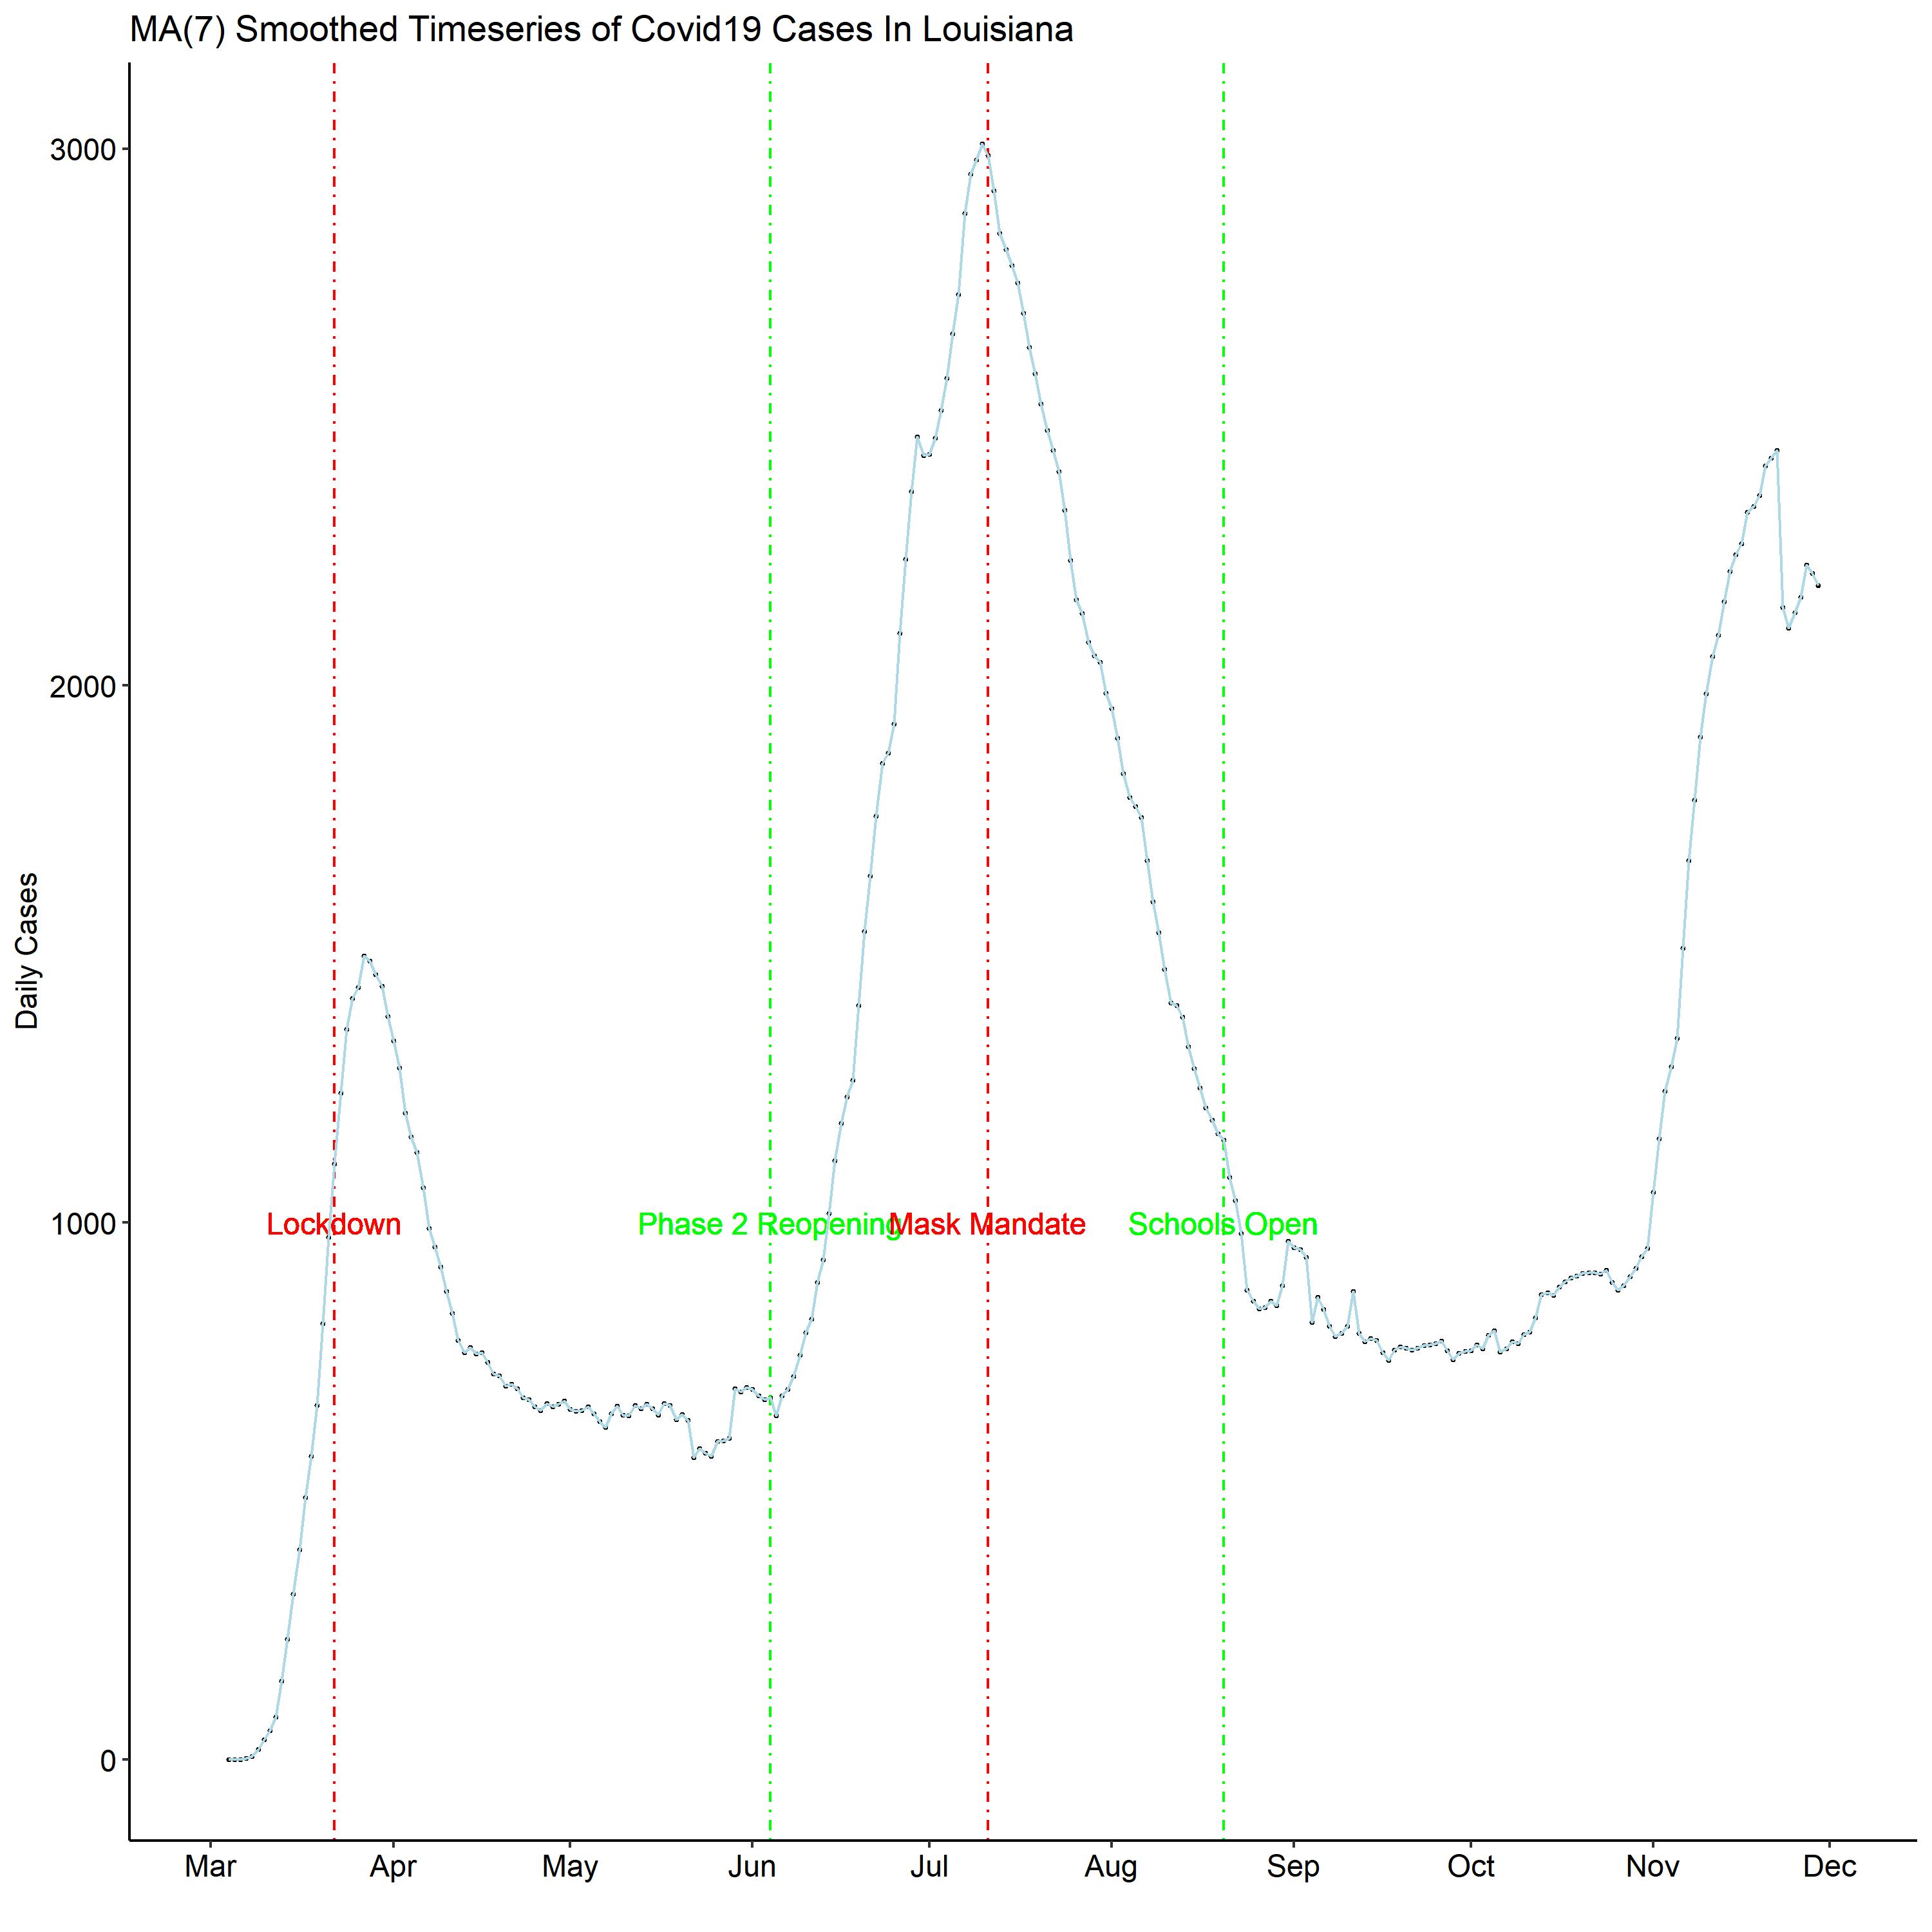 MA(7) Smoothed Timeseries of Covid19 Cases In Louisiana
3000
2000
1000
0
Daily Cases
Lockdown
Phase 2 Reopening
Mask Mandate
Schools Open
Mar Apr May Jun Jul Aug Sep Oct Nov Dec